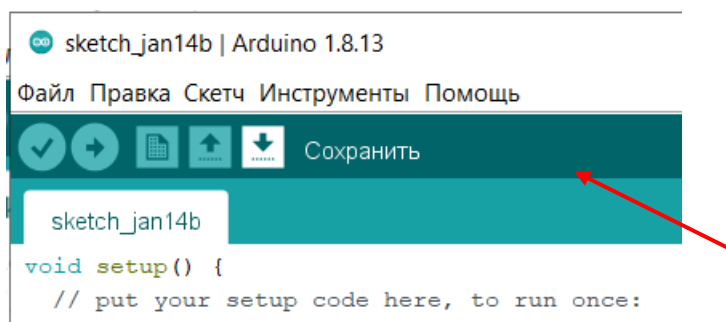 sketch_jan14b | Arduino 1.8.13
Файл Правка Скетч Инструменты Помощь
Сохранить
sketch_jan14b
void setup() {
// put your setup code here, to run once: